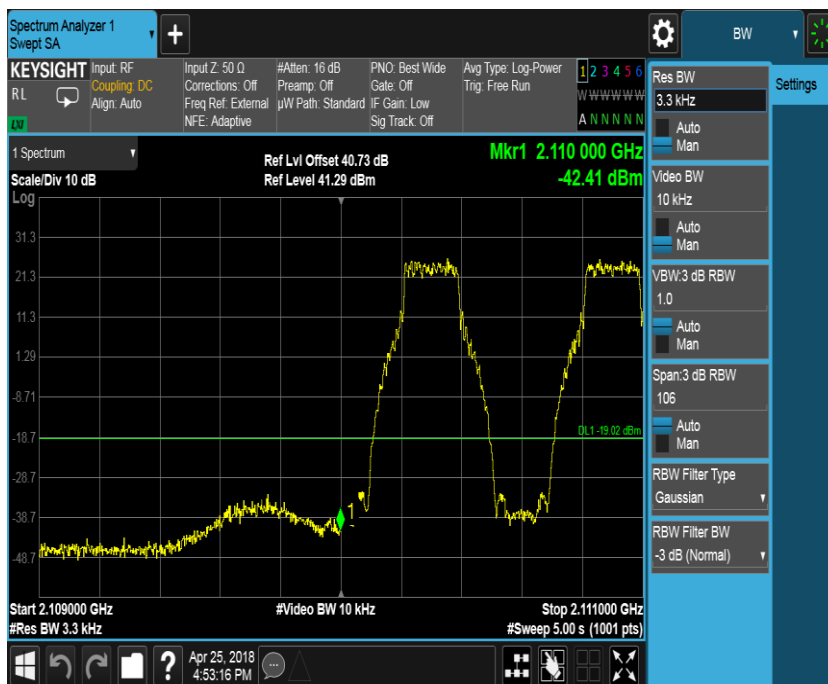 Spectrum Analyzer 1
Swept SA
BW
KEYSIGHT
RL
LXI
Input: RF
Coupling: DC
Align: Auto
Input Z: 50 Ω
Corrections: Off
Freq Ref: External
NFE: Adaptive
#Atten: 16 dB
Preamp: Off
µW Path: Standard
PNO: Best Wide
Gate: Off
IF Gain: Low
Sig Track: Off
Avg Type: Log-Power
Trig: Free Run
1 2 3 4 5 6
W W W W W W
A N N N N N
1 Spectrum
Scale/Div 10 dB
Log
Ref Lvl Offset 40.73 dB
Ref Level 41.29 dBm
Mkr1 2.110 000 GHz
-42.41 dBm
31.3
21.3
11.3
1.29
-8.71
-18.7
-28.7
-38.7
-48.7
DL1 -19.02 dBm
1
Start 2.109000 GHz
#Res BW 3.3 kHz
#Video BW 10 kHz
Stop 2.111000 GHz
#Sweep 5.00 s (1001 pts)
Res BW
3.3 kHz
Auto
Man
Video BW
10 kHz
Auto
Man
VBW:3 dB RBW
1.0
Auto
Man
Span:3 dB RBW
106
Auto
Man
RBW Filter Type
Gaussian
RBW Filter BW
-3 dB (Normal)
Settings
Apr 25, 2018
4:53:16 PM